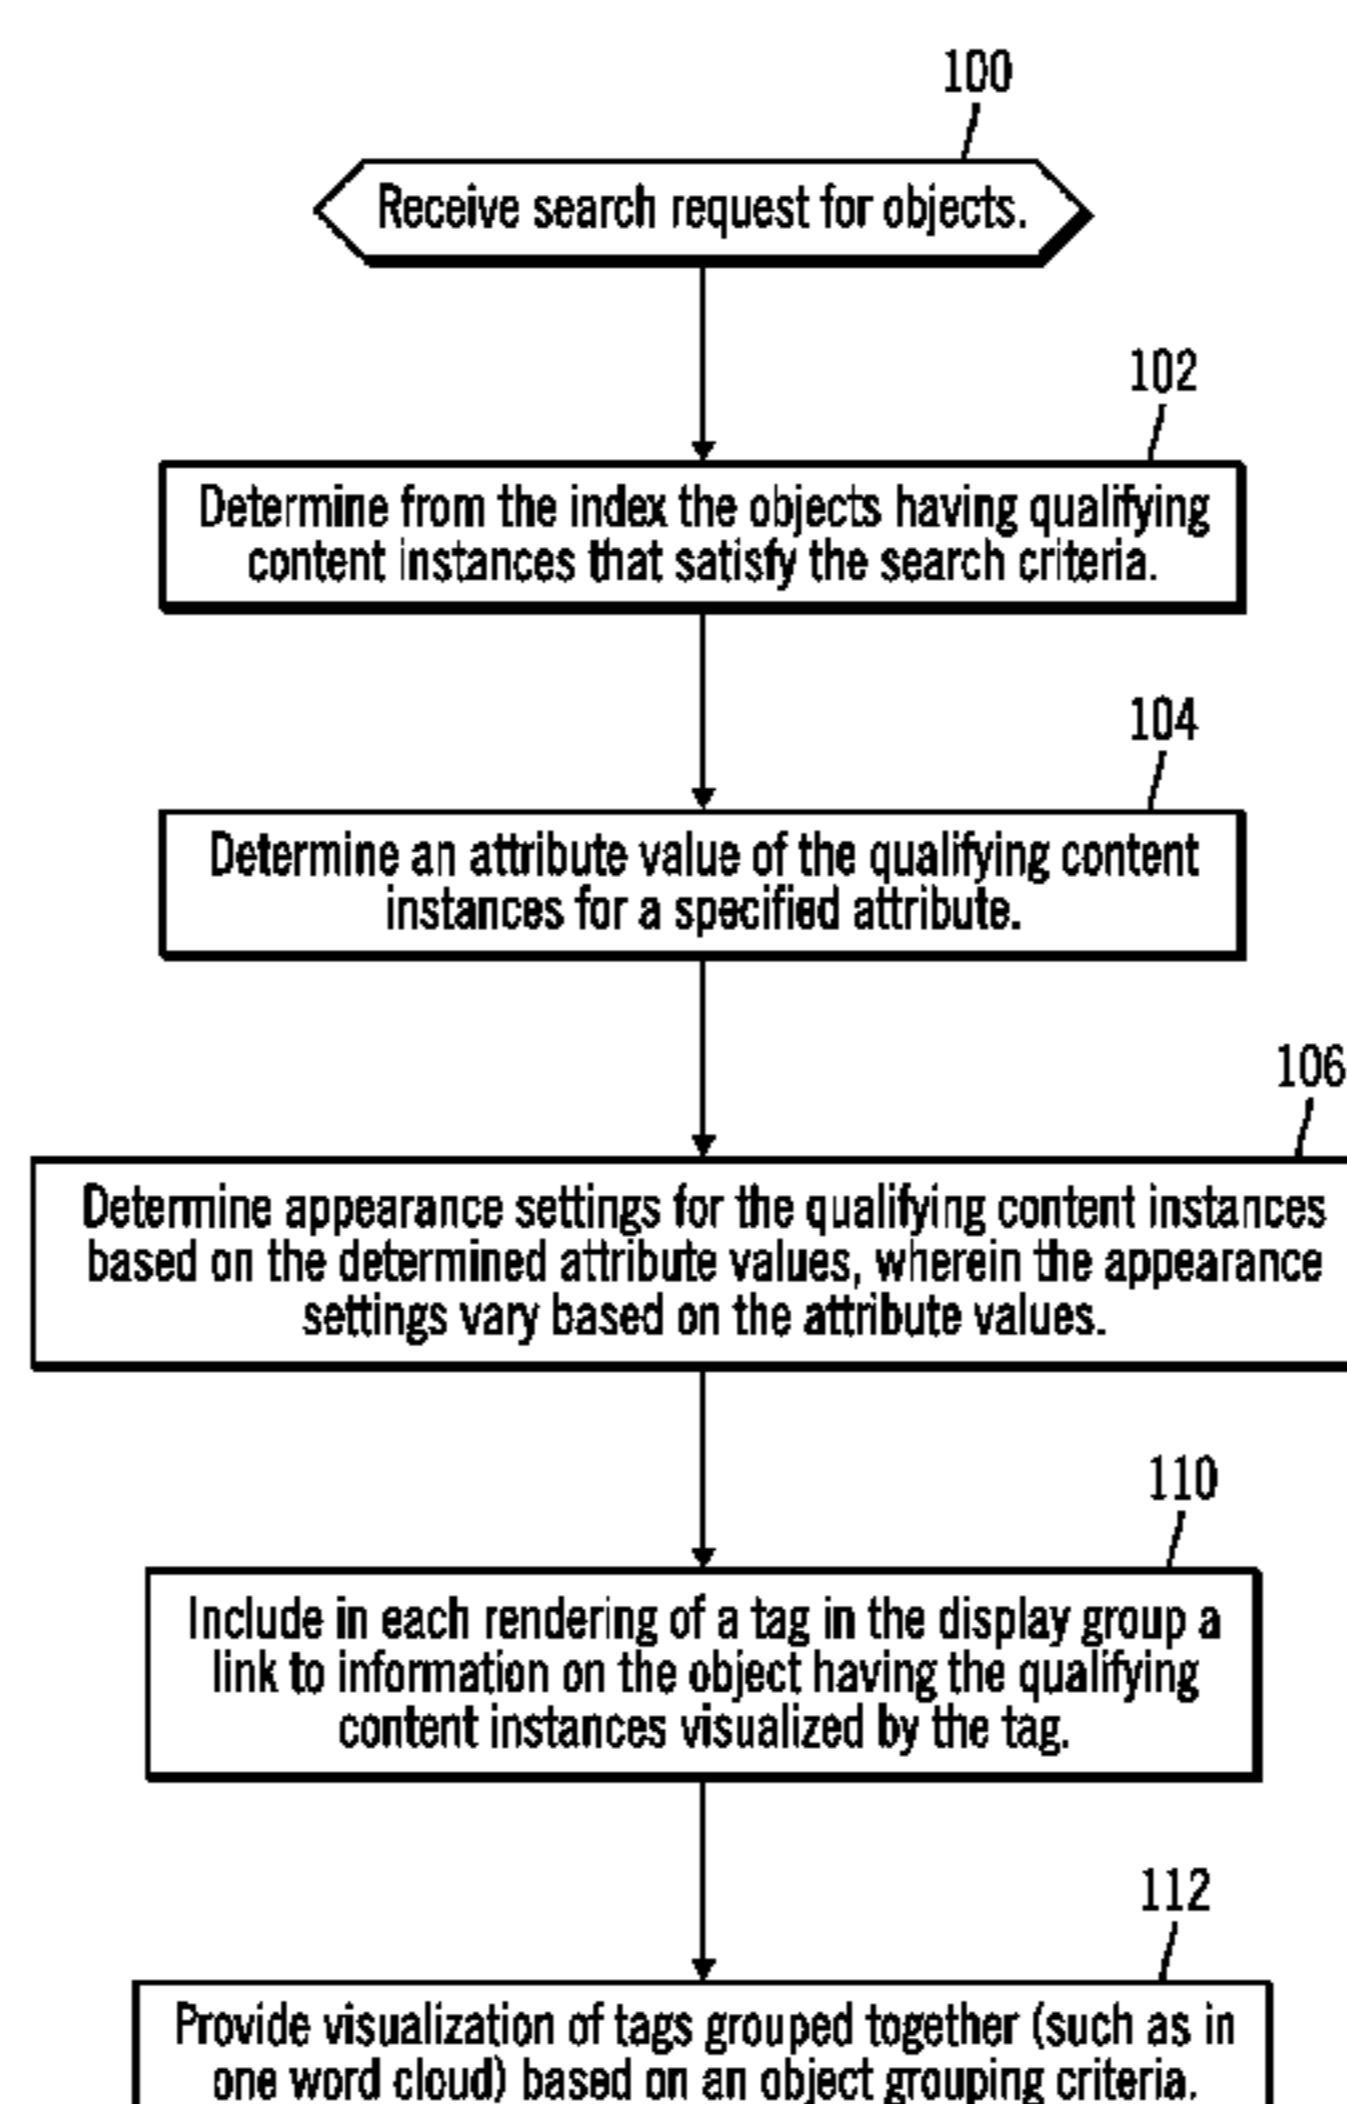 100
Receive search request for objects.
102
Determine from the index the objects having qualifying
content instances that satisfy the search criteria.
104
Determine an attribute value of the qualifying content
instances for a specified attribute.
106
Determine appearance settings for the qualifying content instances
based on the determined attribute values, wherein the appearance
settings vary based on the attribute values.
110
Include in each rendering of a tag in the display group a
link to information on the object having the qualifying
content instances visualized by the tag.
112
Provide visualization of tags grouped together (such as in
one word cloud) based on an object grouping criteria.